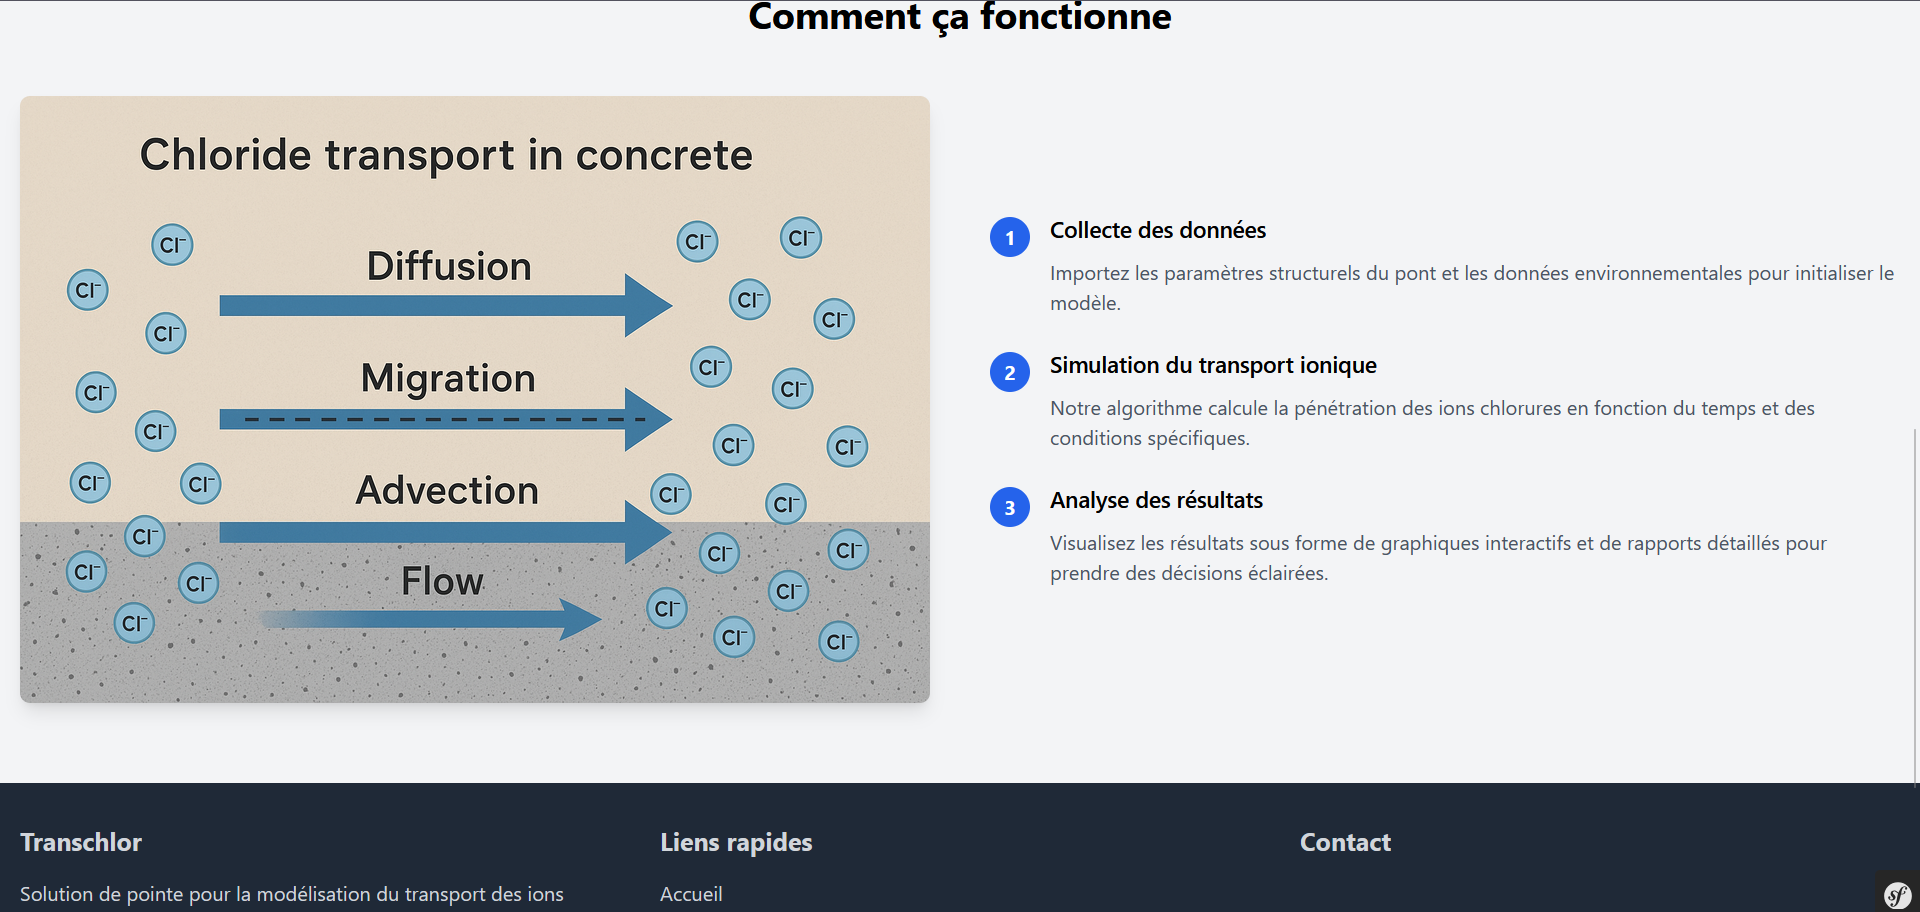 Comment ça fonctionne
Chloride transport in concrete
Cl⁻ Cl⁻ Cl⁻
Diffusion
Cl⁻ Cl⁻
Cl⁻ Cl⁻
Cl⁻
Migration
Cl⁻ Cl⁻
Cl⁻ Cl⁻ Cl⁻
Advection
Cl⁻ Cl⁻ Cl⁻ Cl⁻
Cl⁻ Cl⁻ Cl⁻
Flow
Cl⁻ Cl⁻ Cl⁻
Cl⁻ Cl⁻ Cl⁻ Cl⁻
1
Collecte des données
Importez les paramètres structurels du pont et les données environnementales pour initialiser le
modèle.
2
Simulation du transport ionique
Notre algorithme calcule la pénétration des ions chlorures en fonction du temps et des
conditions spécifiques.
3
Analyse des résultats
Visualisez les résultats sous forme de graphiques interactifs et de rapports détaillés pour
prendre des décisions éclairées.
Transchlor
Solution de pointe pour la modélisation du transport des ions
Liens rapides
Accueil
Contact
sf